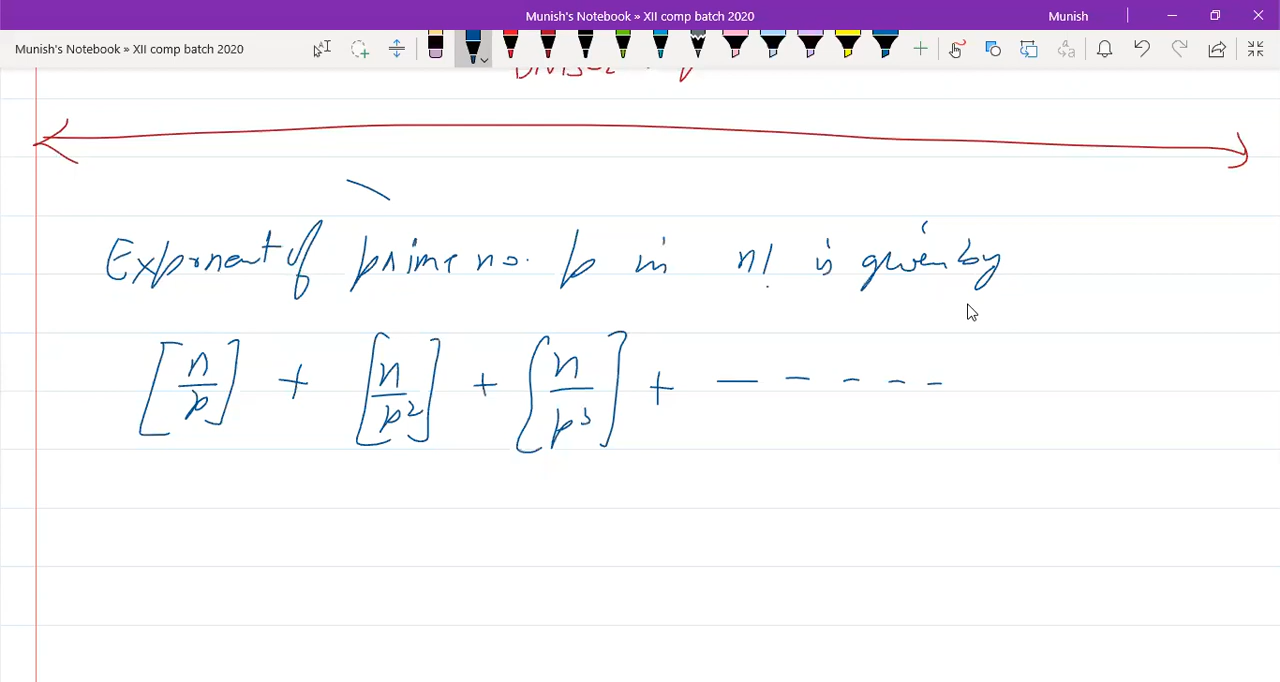 Munish's Notebook » XII comp batch 2020
Munish
Munish's Notebook » XII comp batch 2020
Exponent of prime no. p in n! is given by
[n/p] + [n/p²] + [n/p³] + - - - - -